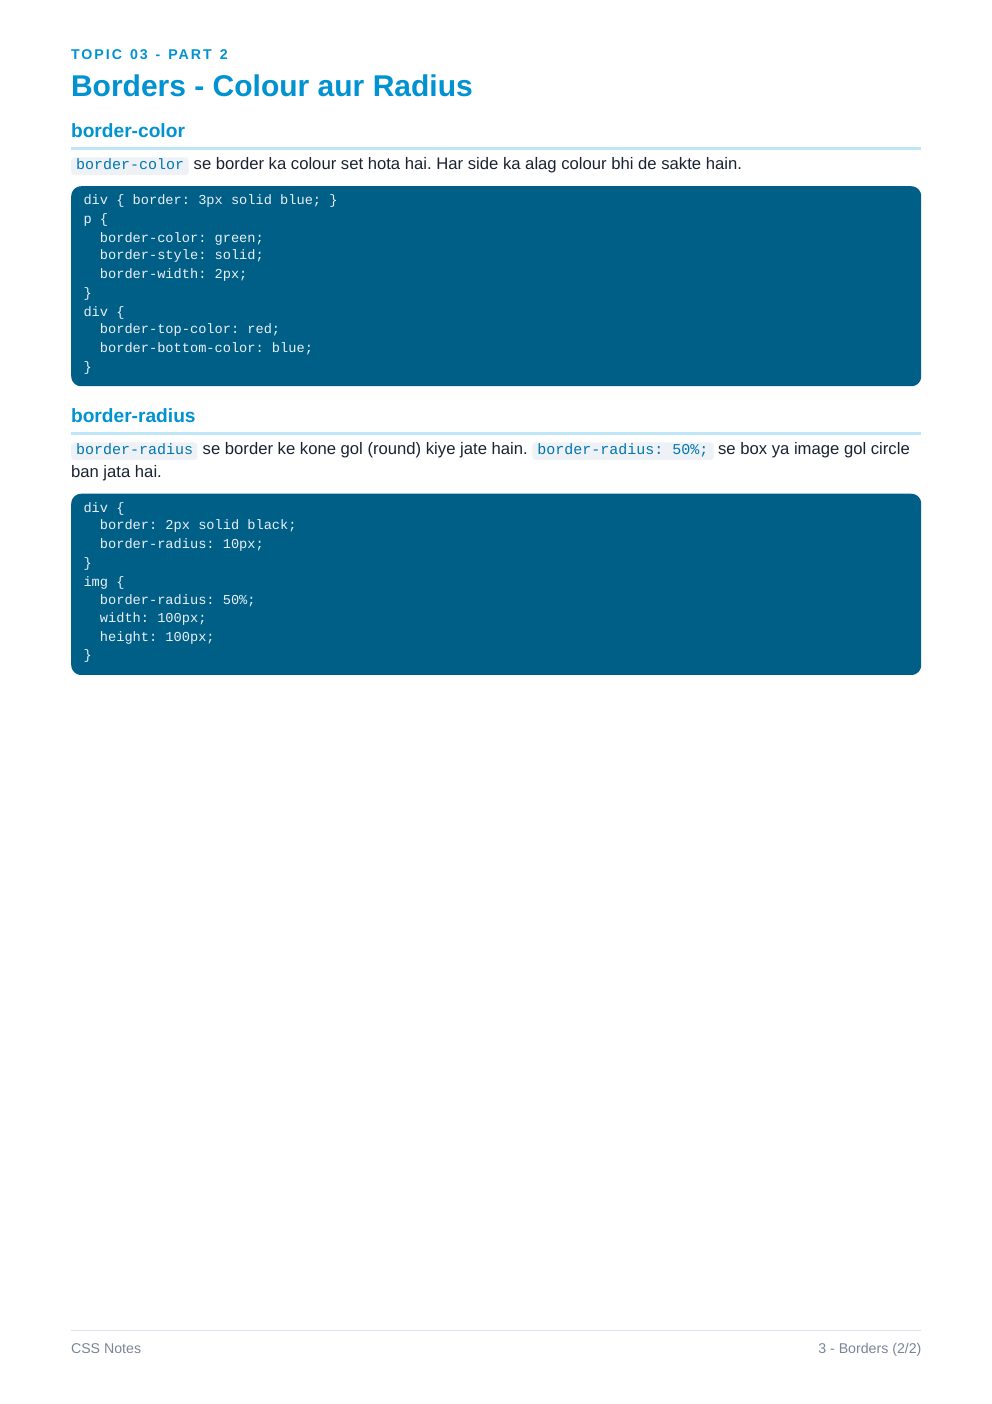 TOPIC 03 - PART 2
Borders - Colour aur Radius
border-color
border-color se border ka colour set hota hai. Har side ka alag colour bhi de sakte hain.
div { border: 3px solid blue; }
p {
  border-color: green;
  border-style: solid;
  border-width: 2px;
}
div {
  border-top-color: red;
  border-bottom-color: blue;
}
border-radius
border-radius se border ke kone gol (round) kiye jate hain. border-radius: 50%; se box ya image gol circle
ban jata hai.
div {
  border: 2px solid black;
  border-radius: 10px;
}
img {
  border-radius: 50%;
  width: 100px;
  height: 100px;
}
CSS Notes
3 - Borders (2/2)